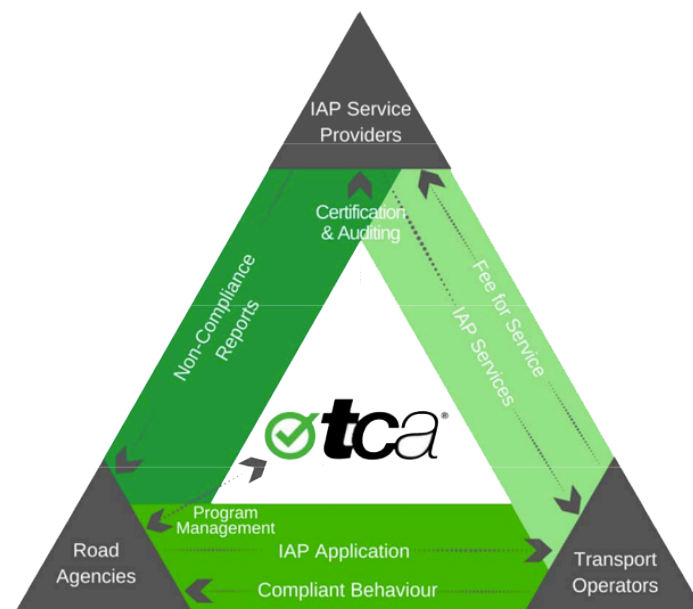 IAP Service
Providers
Certification
& Auditing
Non-Compliance
Reports
Fee for Service
IAP Services
tca®
Program
Management
Road
Agencies
IAP Application
Compliant Behaviour
Transport
Operators